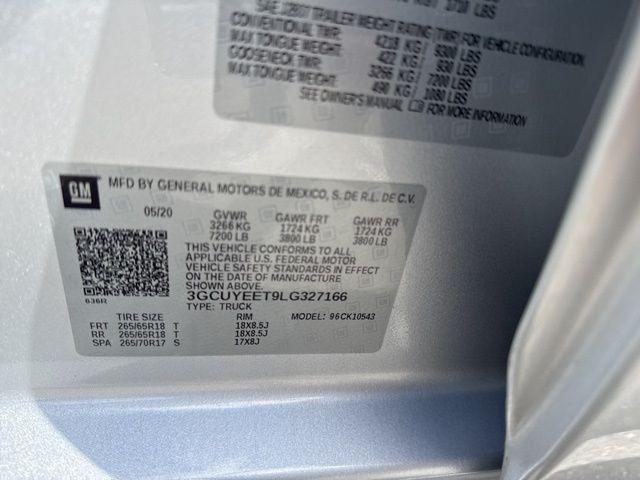 KG/ 1710 LBS
SAE J2807 TRAILER WEIGHT RATING (TWR) FOR VEHICLE CONFIGURATION.
CONVENTIONAL TWR: 4218 KG/ 9300 LBS
MAX TONGUE WEIGHT: 422 KG/ 930 LBS
GOOSENECK TWR: 3266 KG/ 7200 LBS
MAX TONGUE WEIGHT: 490 KG/ 1080 LBS
SEE OWNER'S MANUAL FOR MORE INFORMATION
GM MFD BY GENERAL MOTORS DE MEXICO, S. DE R.L. DE C.V.
05/20 GVWR GAWR FRT GAWR RR
3266 KG 1724 KG 1724 KG
7200 LB 3800 LB 3800 LB
THIS VEHICLE CONFORMS TO ALL
APPLICABLE U.S. FEDERAL MOTOR
VEHICLE SAFETY STANDARDS IN EFFECT
ON THE DATE OF MANUFACTURE
SHOWN ABOVE.
636R 3GCUYEET9LG327166
TYPE: TRUCK
TIRE SIZE RIM MODEL: 96CK10543
FRT 265/65R18 T 18X8.5J
RR 265/65R18 T 18X8.5J
SPA 265/70R17 S 17X8J